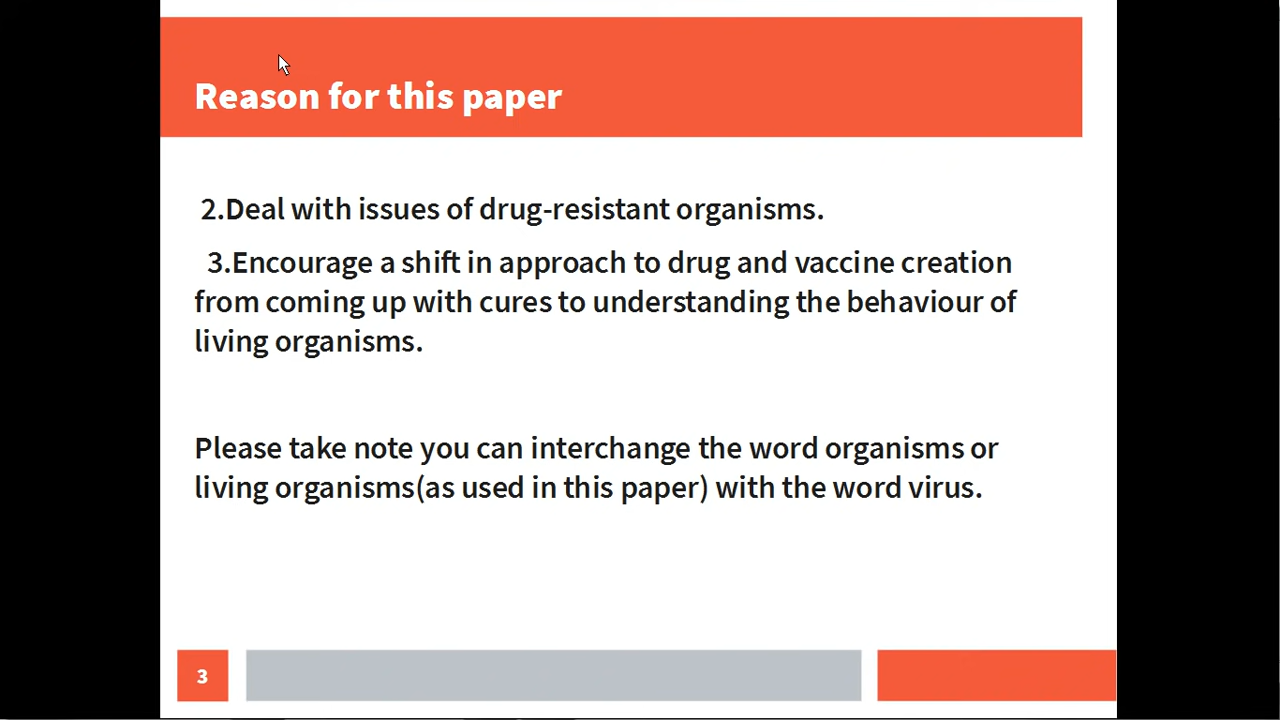 Reason for this paper
2.Deal with issues of drug-resistant organisms.
3.Encourage a shift in approach to drug and vaccine creation
from coming up with cures to understanding the behaviour of
living organisms.
Please take note you can interchange the word organisms or
living organisms(as used in this paper) with the word virus.
3